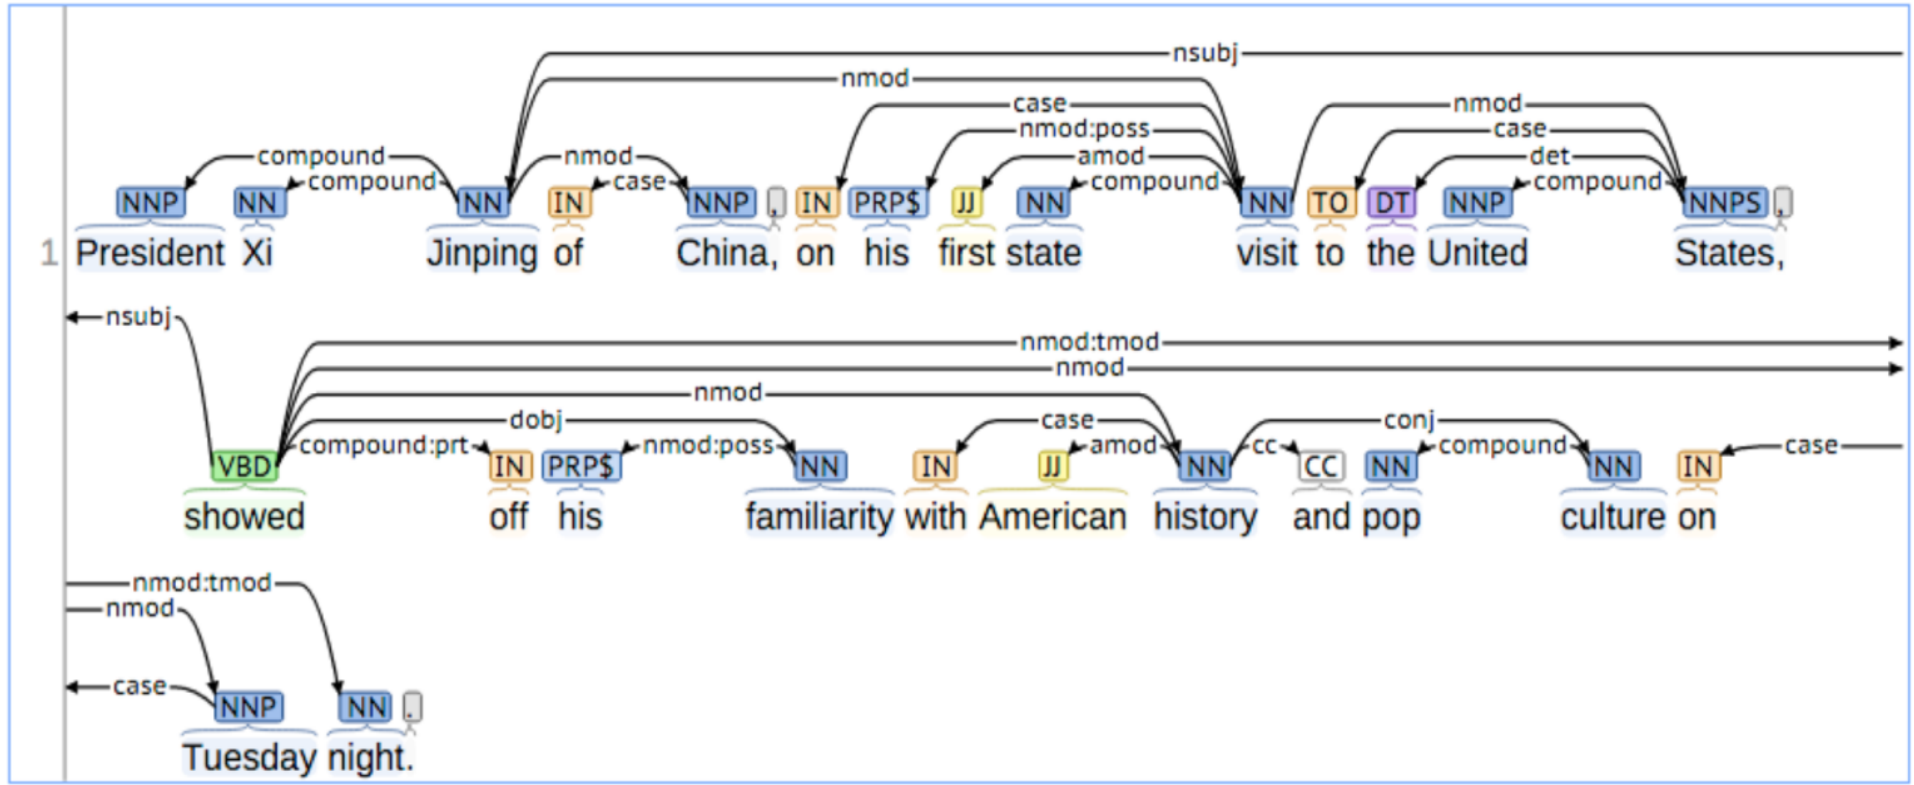 nsubj
nmod
case nmod
nmod:poss case
compound nmod amod det
compound case compound compound
NNP NN NN IN NNP , IN PRP$ JJ NN NN TO DT NNP NNPS ,
1 President Xi Jinping of China, on his first state visit to the United States,
nsubj
nmod:tmod
nmod
nmod
dobj case conj
compound:prt nmod:poss amod cc compound case
VBD IN PRP$ NN IN JJ NN CC NN NN IN
showed off his familiarity with American history and pop culture on
nmod:tmod
nmod
case
NNP NN .
Tuesday night.